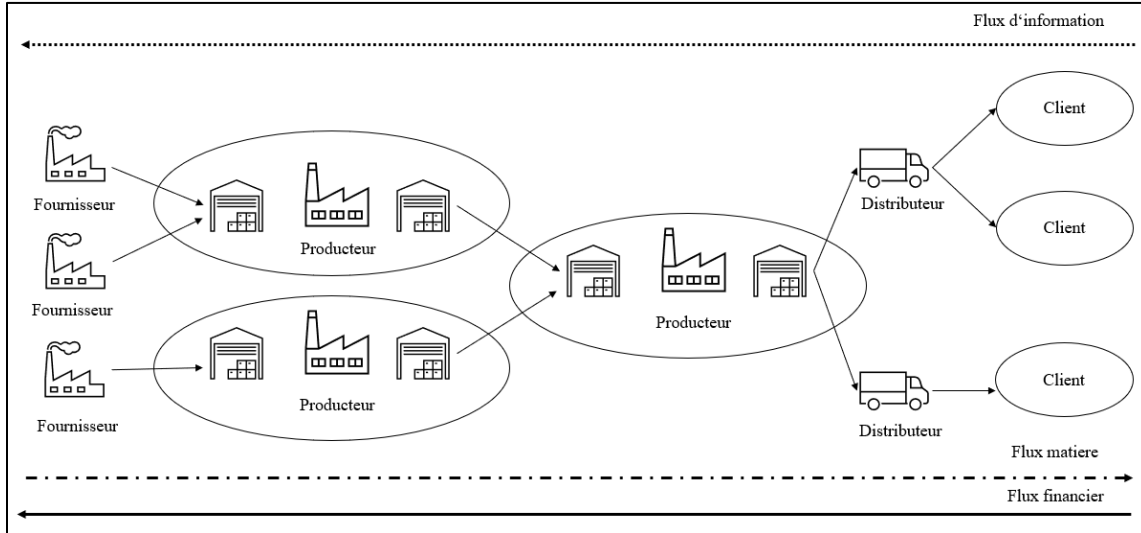 Flux d‘information
Client
Fournisseur
Producteur
Distributeur
Client
Fournisseur
Producteur
Client
Producteur
Fournisseur
Distributeur
Flux matiere
Flux financier